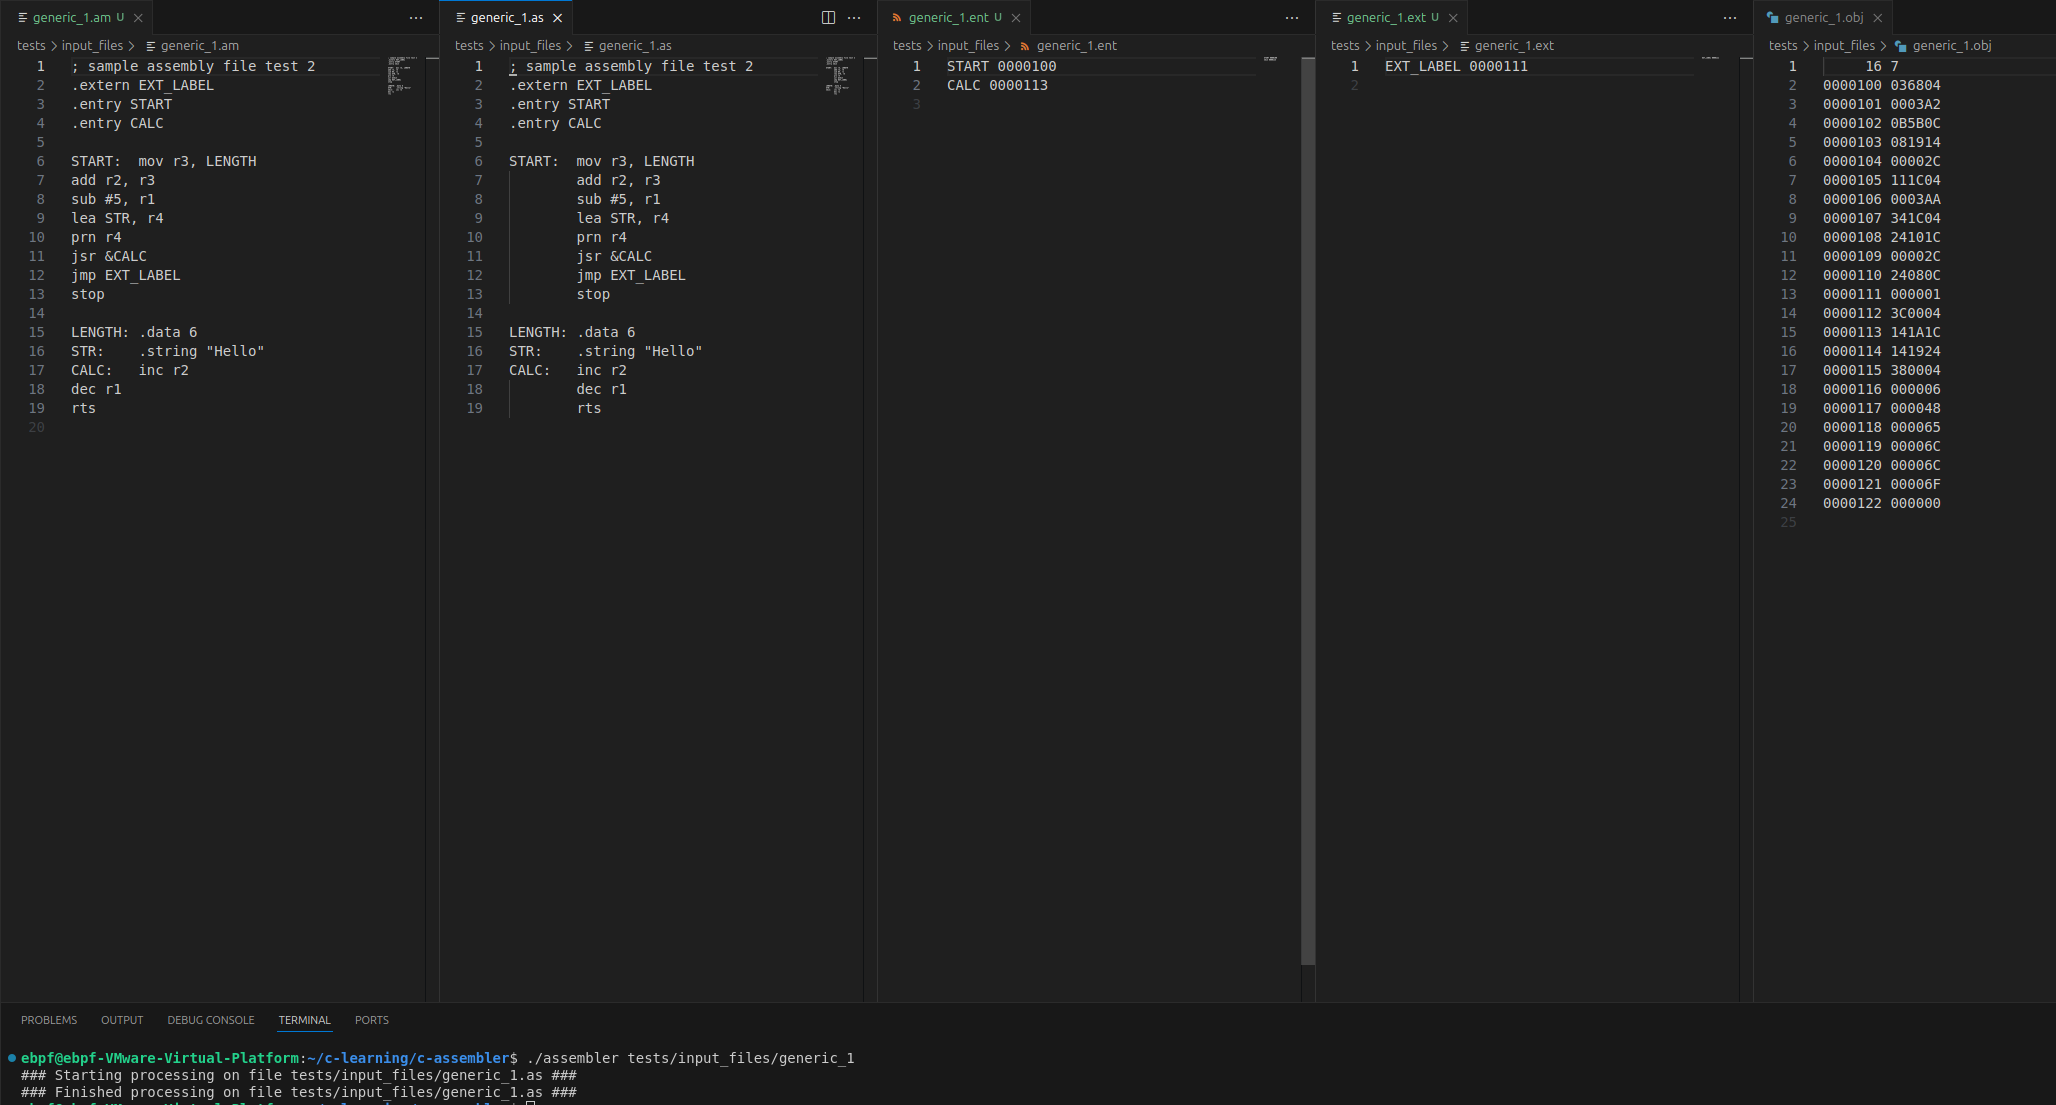 generic_1.am U
tests > input_files > generic_1.am
1 ; sample assembly file test 2
2 .extern EXT_LABEL
3 .entry START
4 .entry CALC
5
6 START:  mov r3, LENGTH
7 add r2, r3
8 sub #5, r1
9 lea STR, r4
10 prn r4
11 jsr &CALC
12 jmp EXT_LABEL
13 stop
14
15 LENGTH: .data 6
16 STR:    .string "Hello"
17 CALC:   inc r2
18 dec r1
19 rts
20
generic_1.as
tests > input_files > generic_1.as
1 ; sample assembly file test 2
2 .extern EXT_LABEL
3 .entry START
4 .entry CALC
5
6 START:  mov r3, LENGTH
7         add r2, r3
8         sub #5, r1
9         lea STR, r4
10         prn r4
11         jsr &CALC
12         jmp EXT_LABEL
13         stop
14
15 LENGTH: .data 6
16 STR:    .string "Hello"
17 CALC:   inc r2
18         dec r1
19         rts
generic_1.ent U
tests > input_files > generic_1.ent
1 START 0000100
2 CALC 0000113
3
generic_1.ext U
tests > input_files > generic_1.ext
1 EXT_LABEL 0000111
2
generic_1.obj
tests > input_files > generic_1.obj
1      16 7
2 0000100 036804
3 0000101 0003A2
4 0000102 0B5B0C
5 0000103 081914
6 0000104 00002C
7 0000105 111C04
8 0000106 0003AA
9 0000107 341C04
10 0000108 24101C
11 0000109 00002C
12 0000110 24080C
13 0000111 000001
14 0000112 3C0004
15 0000113 141A1C
16 0000114 141924
17 0000115 380004
18 0000116 000006
19 0000117 000048
20 0000118 000065
21 0000119 00006C
22 0000120 00006C
23 0000121 00006F
24 0000122 000000
25
PROBLEMS OUTPUT DEBUG CONSOLE TERMINAL PORTS
ebpf@ebpf-VMware-Virtual-Platform:~/c-learning/c-assembler$ ./assembler tests/input_files/generic_1
### Starting processing on file tests/input_files/generic_1.as ###
### Finished processing on file tests/input_files/generic_1.as ###